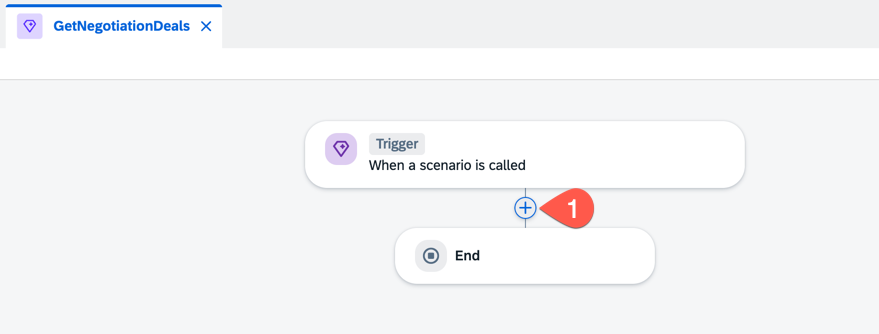 GetNegotiationDeals
Trigger
When a scenario is called
1
End